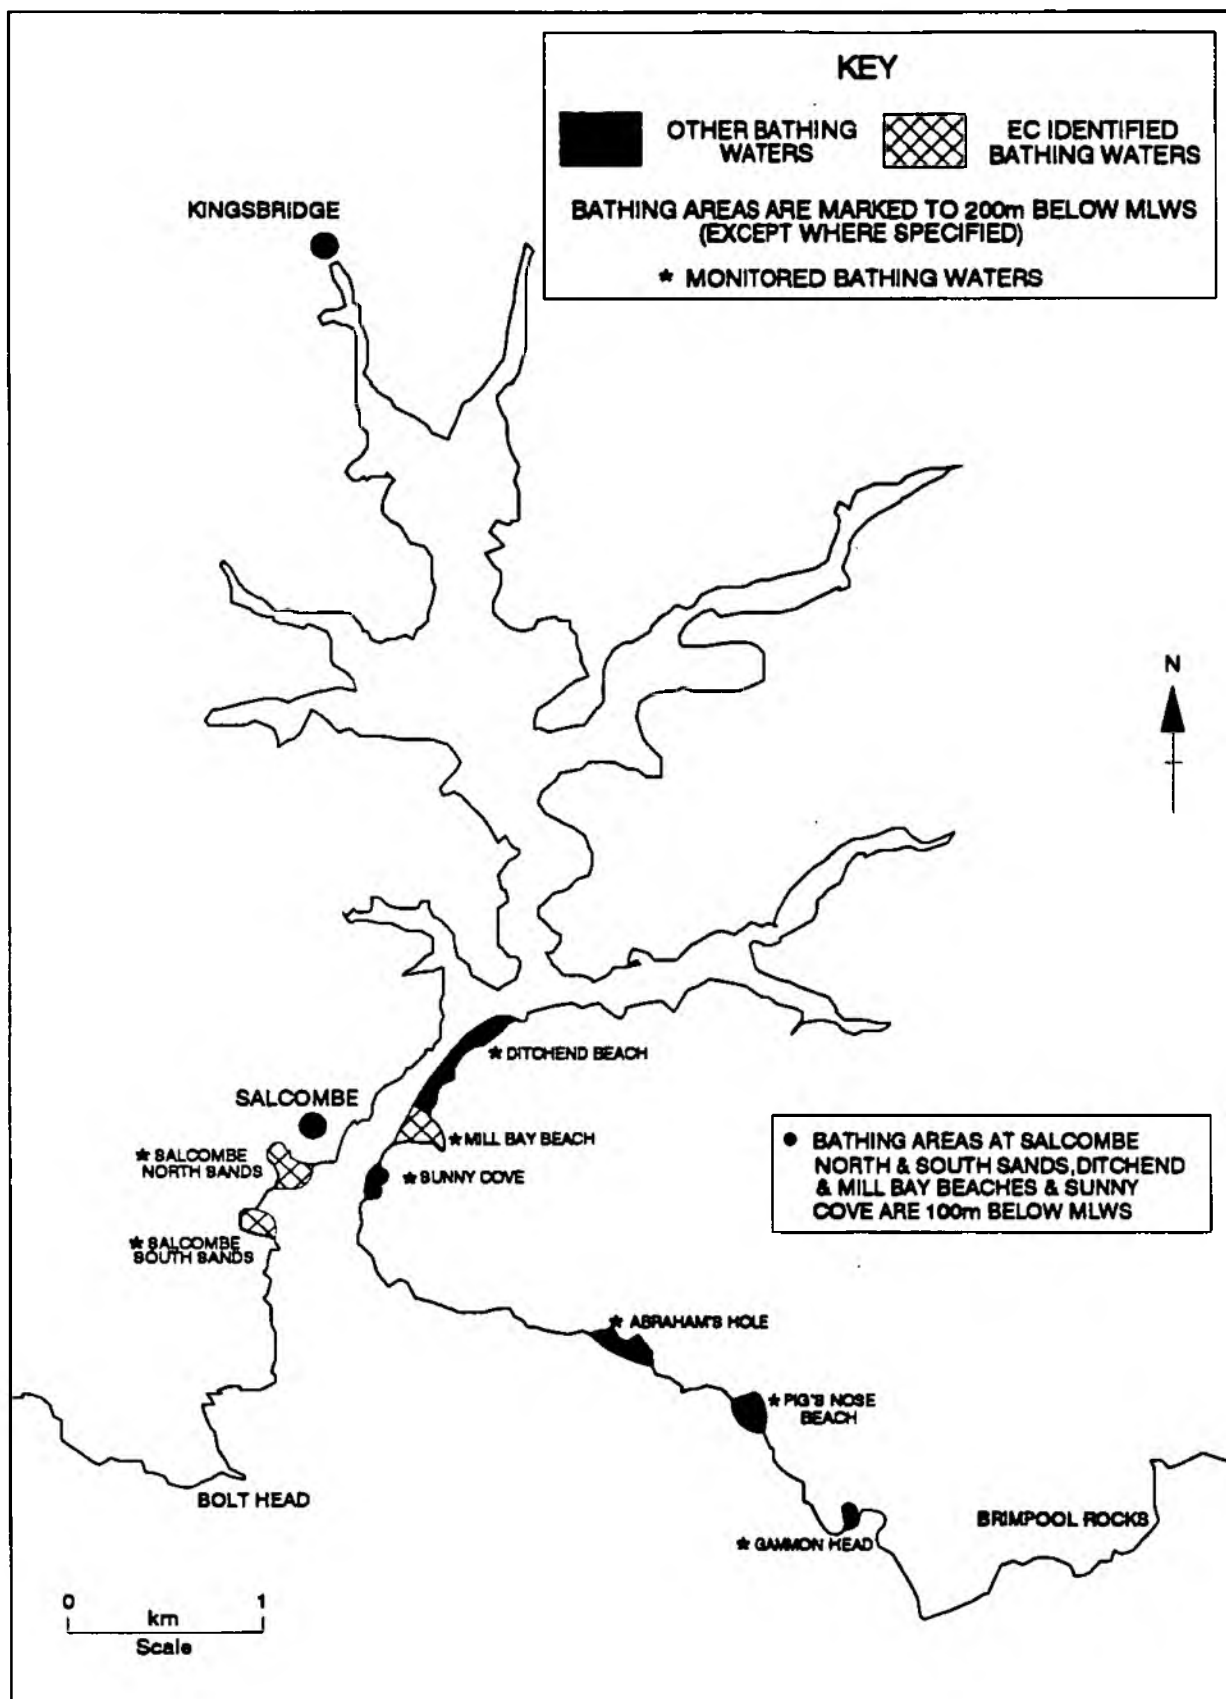 KEY
OTHER BATHING
WATERS
EC IDENTIFIED
BATHING WATERS
BATHING AREAS ARE MARKED TO 200m BELOW MLWS
(EXCEPT WHERE SPECIFIED)
* MONITORED BATHING WATERS
KINGSBRIDGE
N
* DITCHEND BEACH
SALCOMBE
* MILL BAY BEACH
* SALCOMBE
NORTH SANDS
* SUNNY COVE
* SALCOMBE
SOUTH SANDS
● BATHING AREAS AT SALCOMBE
NORTH & SOUTH SANDS, DITCHEND
& MILL BAY BEACHES & SUNNY
COVE ARE 100m BELOW MLWS
* ABRAHAM'S HOLE
* PIG'S NOSE
BEACH
BOLT HEAD
BRIMPOOL ROCKS
* GAMMON HEAD
0 1
km
Scale